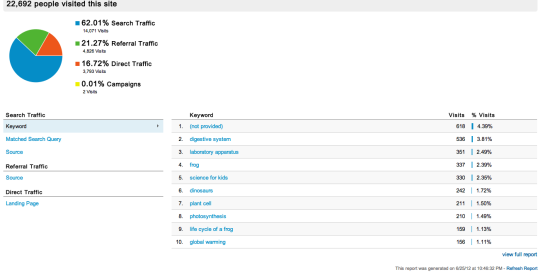 22,692 people visited this site
62.01% Search Traffic
14,071 Visits
21.27% Referral Traffic
4,826 Visits
16.72% Direct Traffic
3,793 Visits
0.01% Campaigns
2 Visits
Search Traffic
Keyword
Matched Search Query
Source
Referral Traffic
Source
Direct Traffic
Landing Page
Keyword Visits % Visits
1. (not provided) 618 4.39%
2. digestive system 536 3.81%
3. laboratory apparatus 351 2.49%
4. frog 337 2.39%
5. science for kids 330 2.35%
6. dinosaurs 242 1.72%
7. plant cell 211 1.50%
8. photosynthesis 210 1.49%
9. life cycle of a frog 159 1.13%
10. global warming 156 1.11%
view full report
This report was generated on 6/25/12 at 10:46:32 PM - Refresh Report